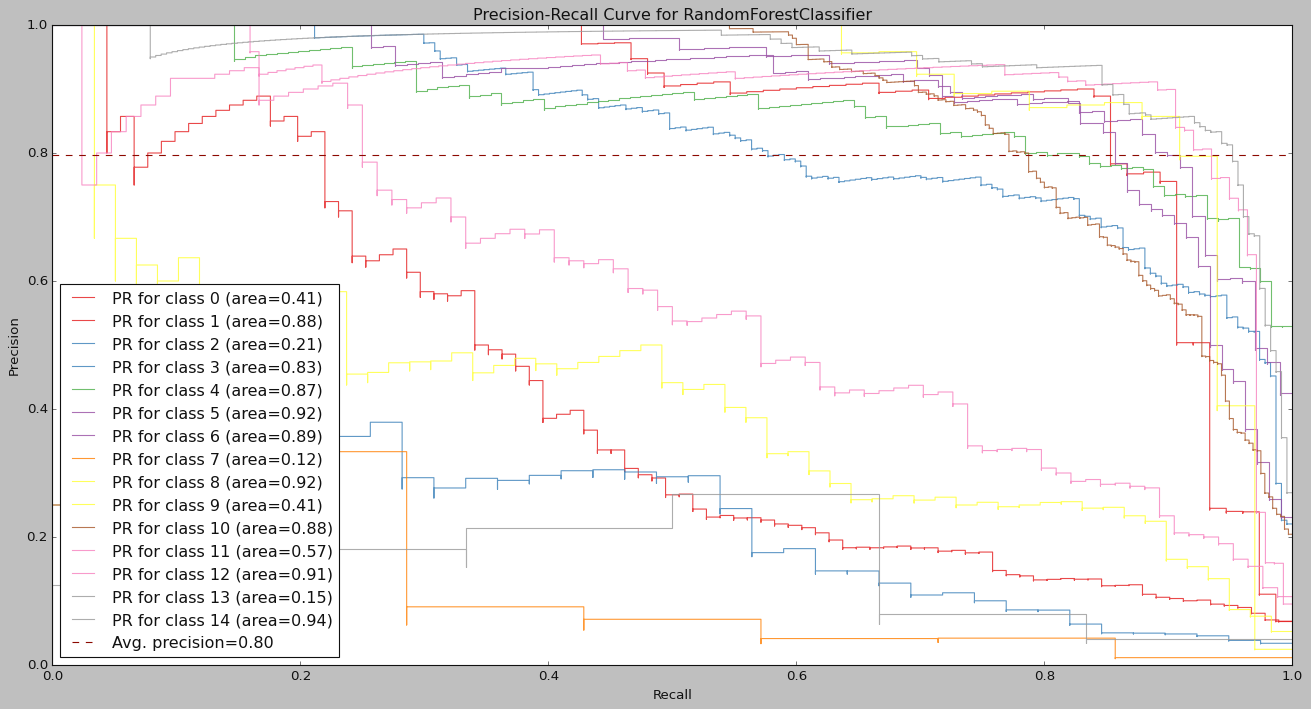 Precision-Recall Curve for RandomForestClassifier
1.0
0.8
0.6
0.4
0.2
0.0
Precision
PR for class 0 (area=0.41)
PR for class 1 (area=0.88)
PR for class 2 (area=0.21)
PR for class 3 (area=0.83)
PR for class 4 (area=0.87)
PR for class 5 (area=0.92)
PR for class 6 (area=0.89)
PR for class 7 (area=0.12)
PR for class 8 (area=0.92)
PR for class 9 (area=0.41)
PR for class 10 (area=0.88)
PR for class 11 (area=0.57)
PR for class 12 (area=0.91)
PR for class 13 (area=0.15)
PR for class 14 (area=0.94)
Avg. precision=0.80
0.0 0.2 0.4 0.6 0.8 1.0
Recall